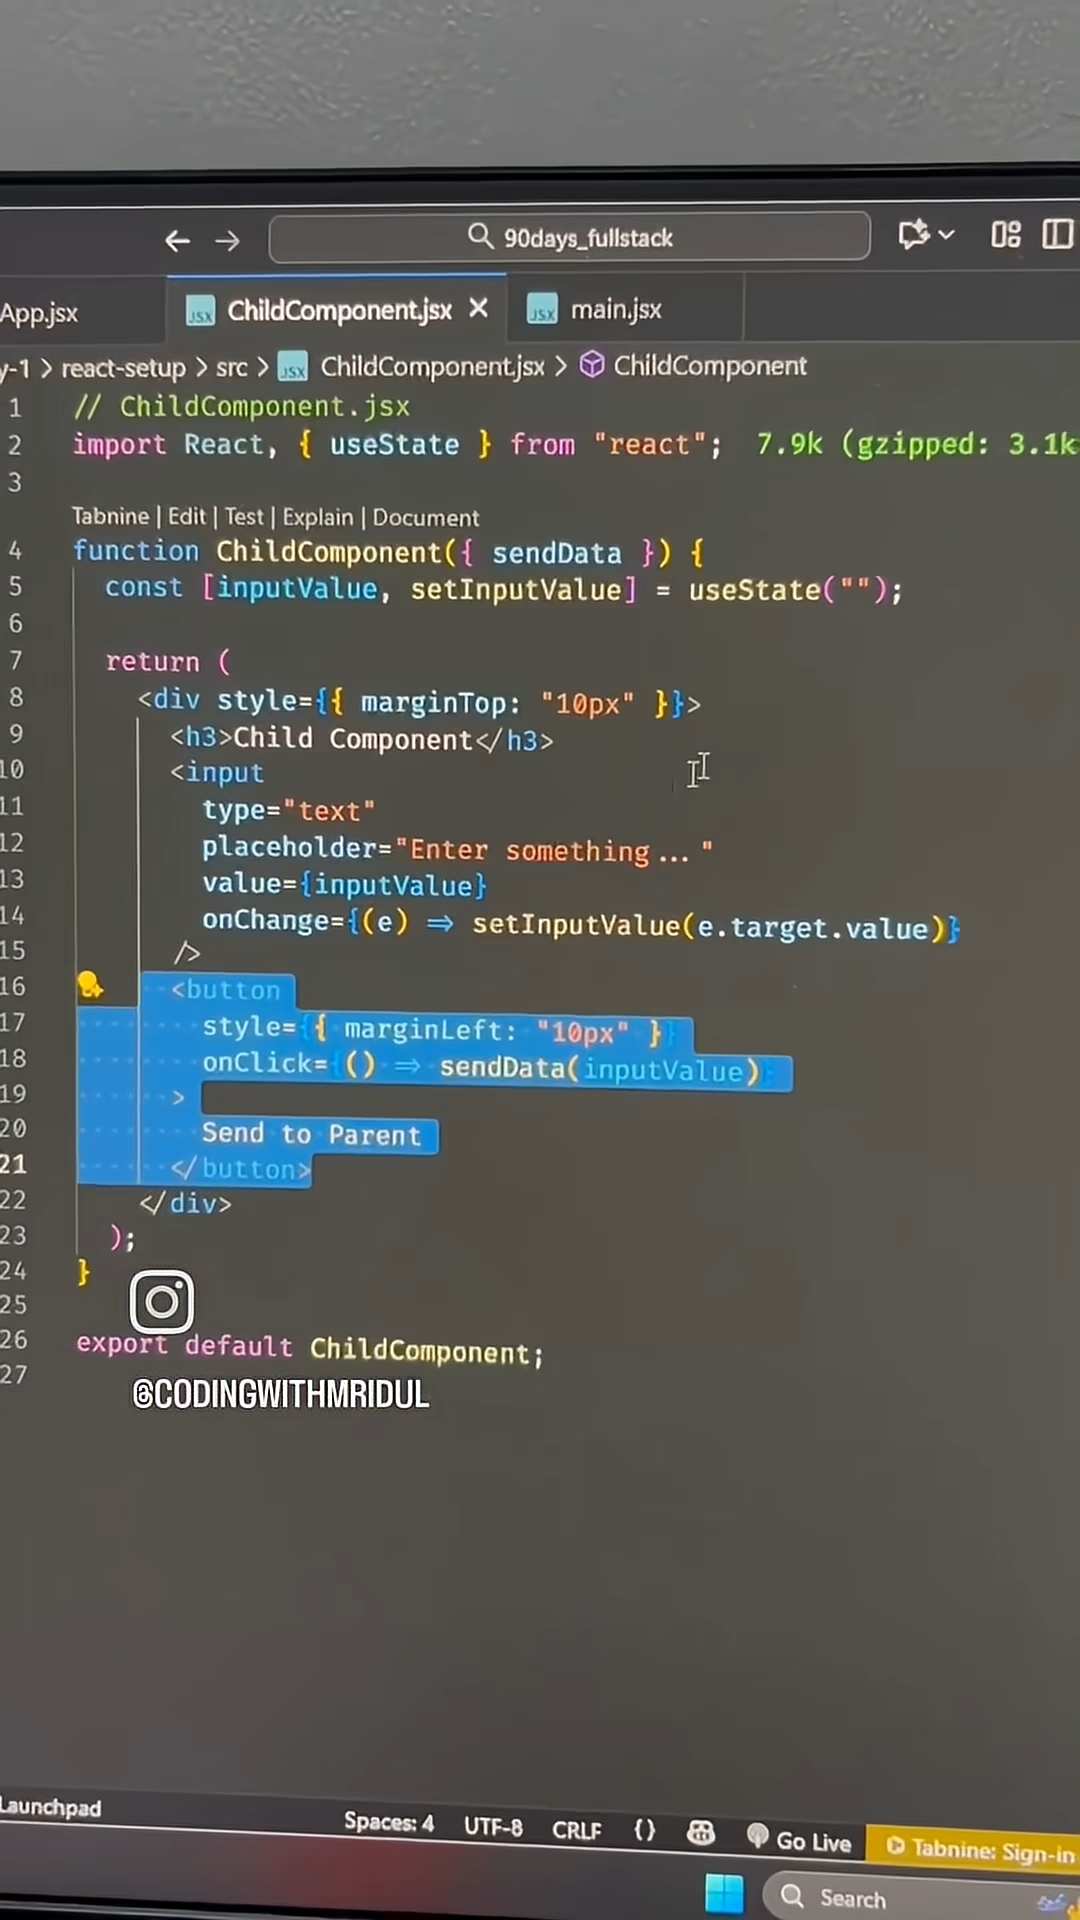 90days_fullstack
App.jsx
JSX ChildComponent.jsx X
JSX main.jsx
y-1 > react-setup > src > JSX ChildComponent.jsx > ChildComponent
1 // ChildComponent.jsx
2 import React, { useState } from "react"; 7.9k (gzipped: 3.1k
3
Tabnine | Edit | Test | Explain | Document
4 function ChildComponent({ sendData }) {
5 const [inputValue, setInputValue] = useState("");
6
7 return (
8 <div style={{ marginTop: "10px" }}>
9 <h3>Child Component</h3>
10 <input
11 type="text"
12 placeholder="Enter something..."
13 value={inputValue}
14 onChange={(e) => setInputValue(e.target.value)}
15 />
16 <button
17 style={{ marginLeft: "10px" }}
18 onClick={() => sendData(inputValue)}
19 >
20 Send to Parent
21 </button>
22 </div>
23 );
24 }
25
26 export default ChildComponent;
27
@CODINGWITHMRIDUL
Launchpad
Spaces: 4 UTF-8 CRLF {} Go Live Tabnine: Sign-in
Search